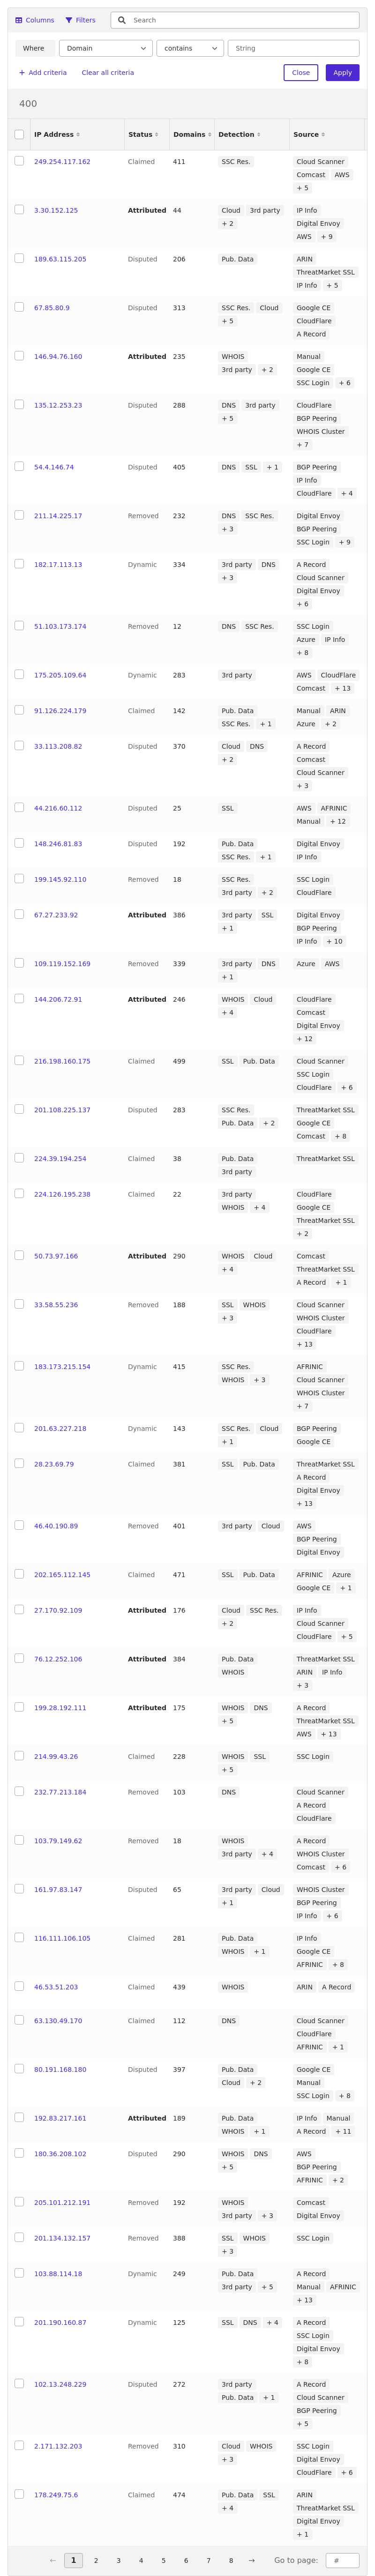 Columns Filters Search
Where Domain contains String
+ Add criteria Clear all criteria Close Apply
400
IP Address Status Domains Detection Source
249.254.117.162 Claimed 411 SSC Res. Cloud Scanner
Comcast AWS
+ 5
3.30.152.125 Attributed 44 Cloud 3rd party IP Info
+ 2 Digital Envoy
AWS + 9
189.63.115.205 Disputed 206 Pub. Data ARIN
ThreatMarket SSL
IP Info + 5
67.85.80.9 Disputed 313 SSC Res. Cloud Google CE
+ 5 CloudFlare
A Record
146.94.76.160 Attributed 235 WHOIS Manual
3rd party + 2 Google CE
SSC Login + 6
135.12.253.23 Disputed 288 DNS 3rd party CloudFlare
+ 5 BGP Peering
WHOIS Cluster
+ 7
54.4.146.74 Disputed 405 DNS SSL + 1 BGP Peering
IP Info
CloudFlare + 4
211.14.225.17 Removed 232 DNS SSC Res. Digital Envoy
+ 3 BGP Peering
SSC Login + 9
182.17.113.13 Dynamic 334 3rd party DNS A Record
+ 3 Cloud Scanner
Digital Envoy
+ 6
51.103.173.174 Removed 12 DNS SSC Res. SSC Login
Azure IP Info
+ 8
175.205.109.64 Dynamic 283 3rd party AWS CloudFlare
Comcast + 13
91.126.224.179 Claimed 142 Pub. Data Manual ARIN
SSC Res. + 1 Azure + 2
33.113.208.82 Disputed 370 Cloud DNS A Record
+ 2 Comcast
Cloud Scanner
+ 3
44.216.60.112 Disputed 25 SSL AWS AFRINIC
Manual + 12
148.246.81.83 Disputed 192 Pub. Data Digital Envoy
SSC Res. + 1 IP Info
199.145.92.110 Removed 18 SSC Res. SSC Login
3rd party + 2 CloudFlare
67.27.233.92 Attributed 386 3rd party SSL Digital Envoy
+ 1 BGP Peering
IP Info + 10
109.119.152.169 Removed 339 3rd party DNS Azure AWS
+ 1
144.206.72.91 Attributed 246 WHOIS Cloud CloudFlare
+ 4 Comcast
Digital Envoy
+ 12
216.198.160.175 Claimed 499 SSL Pub. Data Cloud Scanner
SSC Login
CloudFlare + 6
201.108.225.137 Disputed 283 SSC Res. ThreatMarket SSL
Pub. Data + 2 Google CE
Comcast + 8
224.39.194.254 Claimed 38 Pub. Data ThreatMarket SSL
3rd party
224.126.195.238 Claimed 22 3rd party CloudFlare
WHOIS + 4 Google CE
ThreatMarket SSL
+ 2
50.73.97.166 Attributed 290 WHOIS Cloud Comcast
+ 4 ThreatMarket SSL
A Record + 1
33.58.55.236 Removed 188 SSL WHOIS Cloud Scanner
+ 3 WHOIS Cluster
CloudFlare
+ 13
183.173.215.154 Dynamic 415 SSC Res. AFRINIC
WHOIS + 3 Cloud Scanner
WHOIS Cluster
+ 7
201.63.227.218 Dynamic 143 SSC Res. Cloud BGP Peering
+ 1 Google CE
28.23.69.79 Claimed 381 SSL Pub. Data ThreatMarket SSL
A Record
Digital Envoy
+ 13
46.40.190.89 Removed 401 3rd party Cloud AWS
BGP Peering
Digital Envoy
202.165.112.145 Claimed 471 SSL Pub. Data AFRINIC Azure
Google CE + 1
27.170.92.109 Attributed 176 Cloud SSC Res. IP Info
+ 2 Cloud Scanner
CloudFlare + 5
76.12.252.106 Attributed 384 Pub. Data ThreatMarket SSL
WHOIS ARIN IP Info
+ 3
199.28.192.111 Attributed 175 WHOIS DNS A Record
+ 5 ThreatMarket SSL
AWS + 13
214.99.43.26 Claimed 228 WHOIS SSL SSC Login
+ 5
232.77.213.184 Removed 103 DNS Cloud Scanner
A Record
CloudFlare
103.79.149.62 Removed 18 WHOIS A Record
3rd party + 4 WHOIS Cluster
Comcast + 6
161.97.83.147 Disputed 65 3rd party Cloud WHOIS Cluster
+ 1 BGP Peering
IP Info + 6
116.111.106.105 Claimed 281 Pub. Data IP Info
WHOIS + 1 Google CE
AFRINIC + 8
46.53.51.203 Claimed 439 WHOIS ARIN A Record
63.130.49.170 Claimed 112 DNS Cloud Scanner
CloudFlare
AFRINIC + 1
80.191.168.180 Disputed 397 Pub. Data Google CE
Cloud + 2 Manual
SSC Login + 8
192.83.217.161 Attributed 189 Pub. Data IP Info Manual
WHOIS + 1 A Record + 11
180.36.208.102 Disputed 290 WHOIS DNS AWS
+ 5 BGP Peering
AFRINIC + 2
205.101.212.191 Removed 192 WHOIS Comcast
3rd party + 3 Digital Envoy
201.134.132.157 Removed 388 SSL WHOIS SSC Login
+ 3
103.88.114.18 Dynamic 249 Pub. Data A Record
3rd party + 5 Manual AFRINIC
+ 13
201.190.160.87 Dynamic 125 SSL DNS + 4 A Record
SSC Login
Digital Envoy
+ 8
102.13.248.229 Disputed 272 3rd party A Record
Pub. Data + 1 Cloud Scanner
BGP Peering
+ 5
2.171.132.203 Removed 310 Cloud WHOIS SSC Login
+ 3 Digital Envoy
CloudFlare + 6
178.249.75.6 Claimed 474 Pub. Data SSL ARIN
+ 4 ThreatMarket SSL
Digital Envoy
+ 1
← 1 2 3 4 5 6 7 8 → Go to page: #